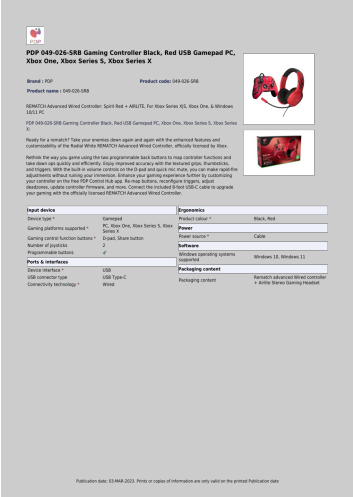 PDP
PDP 049-026-SRB Gaming Controller Black, Red USB Gamepad PC,
Xbox One, Xbox Series S, Xbox Series X
Brand : PDP
Product code: 049-026-SRB
Product name : 049-026-SRB
REMATCH Advanced Wired Controller: Spirit Red + AIRLITE, For Xbox Series X|S, Xbox One, & Windows
10/11 PC
PDP 049-026-SRB Gaming Controller Black, Red USB Gamepad PC, Xbox One, Xbox Series S, Xbox Series
X:
Ready for a rematch? Take your enemies down again and again with the enhanced features and
customizability of the Radial White REMATCH Advanced Wired Controller, officially licensed by Xbox.
Rethink the way you game using the two programmable back buttons to map controller functions and
take down ops quickly and efficiently. Enjoy improved accuracy with the textured grips, thumbsticks,
and triggers. With the built-in volume controls on the D-pad and quick mic mute, you can make rapid-fire
adjustments without ruining your immersion. Enhance your gaming experience further by customizing
your controller on the free PDP Control Hub app. Re-map buttons, reconfigure triggers, adjust
deadzones, update controller firmware, and more. Connect the included 8-foot USB-C cable to upgrade
your gaming with the officially licensed REMATCH Advanced Wired Controller.
Input device
Device type * Gamepad
Gaming platforms supported * PC, Xbox One, Xbox Series S, Xbox
Series X
Gaming control function buttons * D-pad, Share button
Number of joysticks 2
Programmable buttons ✓
Ports & interfaces
Device interface * USB
USB connector type USB Type-C
Connectivity technology * Wired
Ergonomics
Product colour * Black, Red
Power
Power source * Cable
Software
Windows operating systems
supported Windows 10, Windows 11
Packaging content
Packaging content Rematch advanced Wired controller
+ Airlite Stereo Gaming Headset
Publication date: 03-MAR-2023. Prints or copies of information are only valid on the printed Publication date